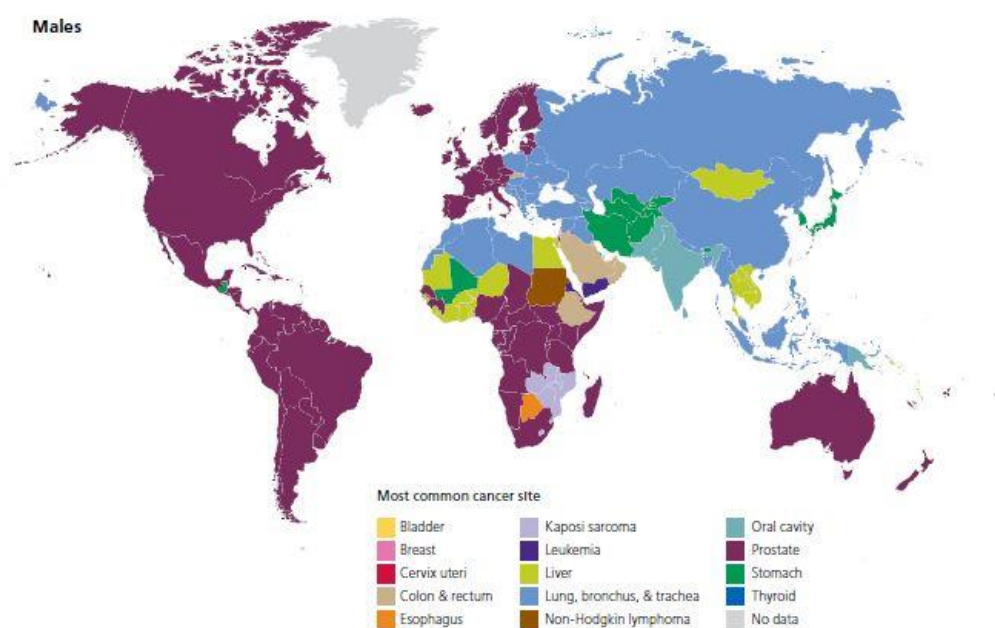 Males
Most common cancer site
Bladder
Breast
Cervix uteri
Colon & rectum
Esophagus
Kaposi sarcoma
Leukemia
Liver
Lung, bronchus, & trachea
Non-Hodgkin lymphoma
Oral cavity
Prostate
Stomach
Thyroid
No data